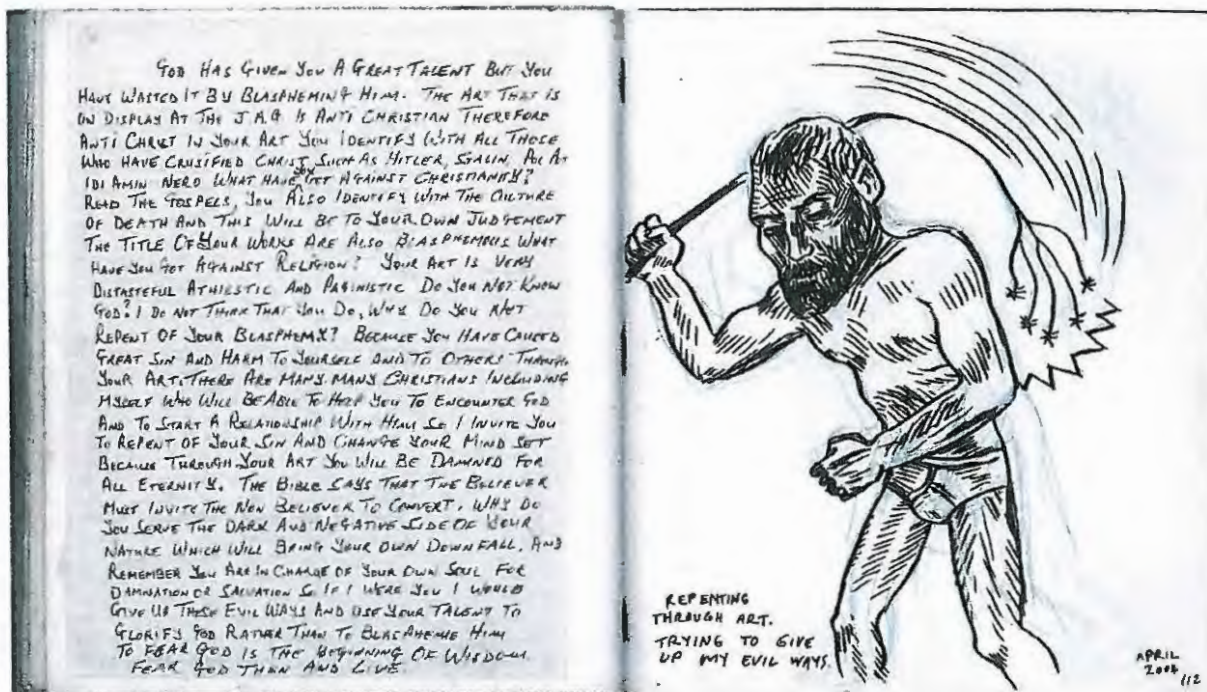 GOD HAS GIVEN YOU A GREAT TALENT BUT YOU
HAVE WASTED IT BY BLASPHEMING HIM. THE ART THAT IS
ON DISPLAY AT THE J.A.G IS ANTI CHRISTIAN THEREFORE
ANTI CHRIST IN YOUR ART YOU IDENTIFY WITH ALL THOSE
WHO HAVE CRUSIFIED CHRIST SUCH AS HITLER, STALIN, POL
IDI AMIN NERO WHAT HAVE YOU GOT AGAINST CHRISTIANITY?
READ THE GOSPELS, YOU ALSO IDENTIFY WITH THE CULTURE
OF DEATH AND THIS WILL BE TO YOUR OWN JUDGEMENT
THE TITLE OF YOUR WORKS ARE ALSO BLASPHEMOUS WHAT
HAVE YOU GOT AGAINST RELIGION? YOUR ART IS VERY
DISTASTEFUL ATHIESTIC AND PAGINISTIC DO YOU NOT KNOW
GOD? I DO NOT THINK THAT YOU DO, WHY DO YOU NOT
REPENT OF YOUR BLASPHEMY? BECAUSE YOU HAVE CAUSED
GREAT SIN AND HARM TO YOURSELF AND TO OTHERS THROUGH
YOUR ART. THERE ARE MANY MANY CHRISTIANS INCLUDING
MYSELF WHO WILL BE ABLE TO HELP YOU TO ENCOUNTER GOD
AND TO START A RELATIONSHIP WITH HIM SO I INVITE YOU
TO REPENT OF YOUR SIN AND CHANGE YOUR MIND SET
BECAUSE THROUGH YOUR ART YOU WILL BE DAMNED FOR
ALL ETERNITY. THE BIBLE SAYS THAT THE BELIEVER
MUST INVITE THE NON BELIEVER TO CONVERT. WHY DO
YOU SERVE THE DARK AND NEGATIVE SIDE OF YOUR
NATURE WHICH WILL BRING YOUR OWN DOWNFALL, AND
REMEMBER YOU ARE IN CHARGE OF YOUR OWN SOUL FOR
DAMNATION OR SALVATION SO IF I WERE YOU I WOULD
GIVE UP THESE EVIL WAYS AND USE YOUR TALENT TO
GLORIFY GOD RATHER THAN TO BLASPHEME HIM
TO FEAR GOD IS THE BEGINNING OF WISDOM.
FEAR GOD THEN AND LIVE.
REPENTING
THROUGH ART.
TRYING TO GIVE
UP MY EVIL WAYS.
APRIL
112